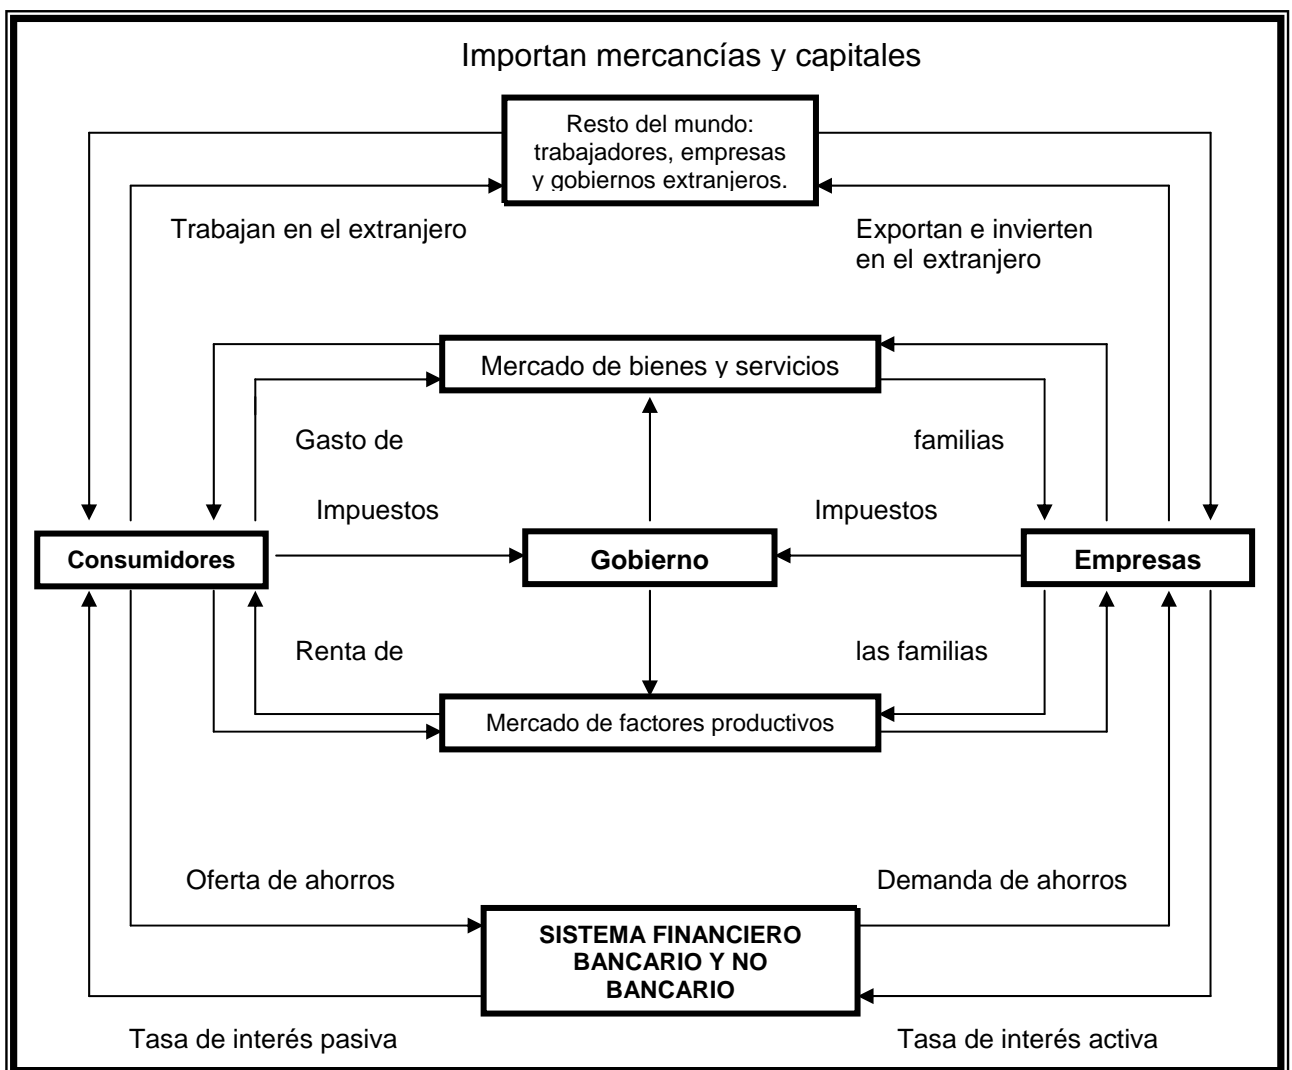 Importan mercancías y capitales
Resto del mundo:
trabajadores, empresas
y gobiernos extranjeros.
Trabajan en el extranjero
Exportan e invierten
en el extranjero
Mercado de bienes y servicios
Gasto de
familias
Impuestos
Impuestos
Consumidores
Gobierno
Empresas
Renta de
las familias
Mercado de factores productivos
Oferta de ahorros
Demanda de ahorros
SISTEMA FINANCIERO
BANCARIO Y NO
BANCARIO
Tasa de interés pasiva
Tasa de interés activa